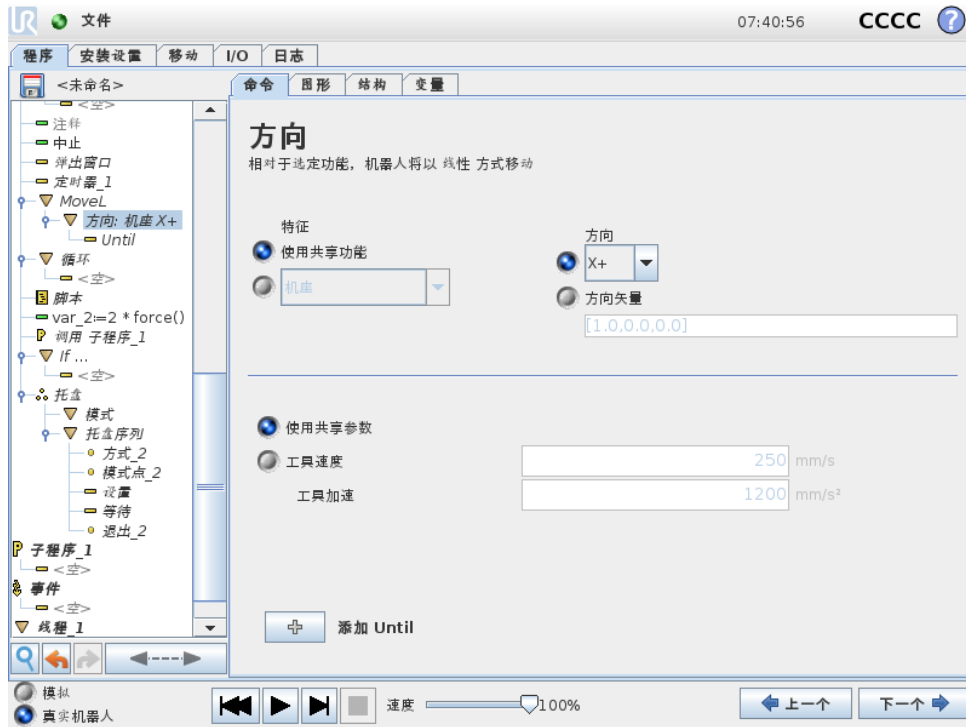 UR 文件 07:40:56 CCCC ?
程序 安装设置 移动 I/O 日志
<未命名> 命令 图形 结构 变量
<空>
注释
中止
弹出窗口
定时器_1
MoveL
方向: 机座 X+
Until
循环
<空>
脚本
var_2:=2 * force()
调用 子程序_1
If ...
<空>
托盘
模式
托盘序列
方式_2
模式点_2
设置
等待
退出_2
P 子程序_1
<空>
事件
<空>
线程_1
方向
相对于选定功能，机器人将以 线性 方式移动
特征
使用共享功能
机座
方向
X+
方向矢量
[1.0,0.0,0.0]
使用共享参数
工具速度 250 mm/s
工具加速 1200 mm/s²
添加 Until
模拟
真实机器人
速度 100%
上一个 下一个